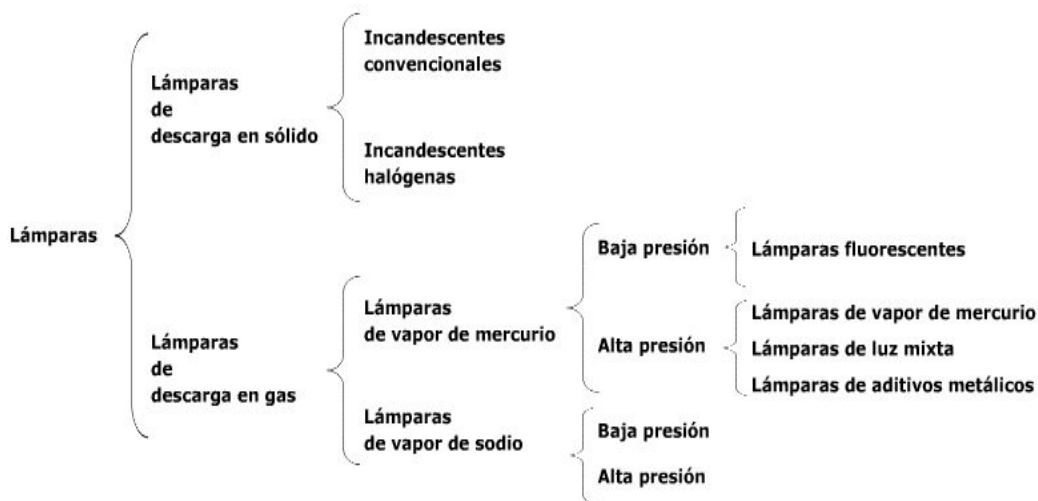 Lámparas
Lámparas
de
descarga en sólido
Incandescentes
convencionales
Incandescentes
halógenas
Lámparas
de
descarga en gas
Lámparas
de vapor de mercurio
Baja presión
Lámparas fluorescentes
Alta presión
Lámparas de vapor de mercurio
Lámparas de luz mixta
Lámparas de aditivos metálicos
Lámparas
de vapor de sodio
Baja presión
Alta presión